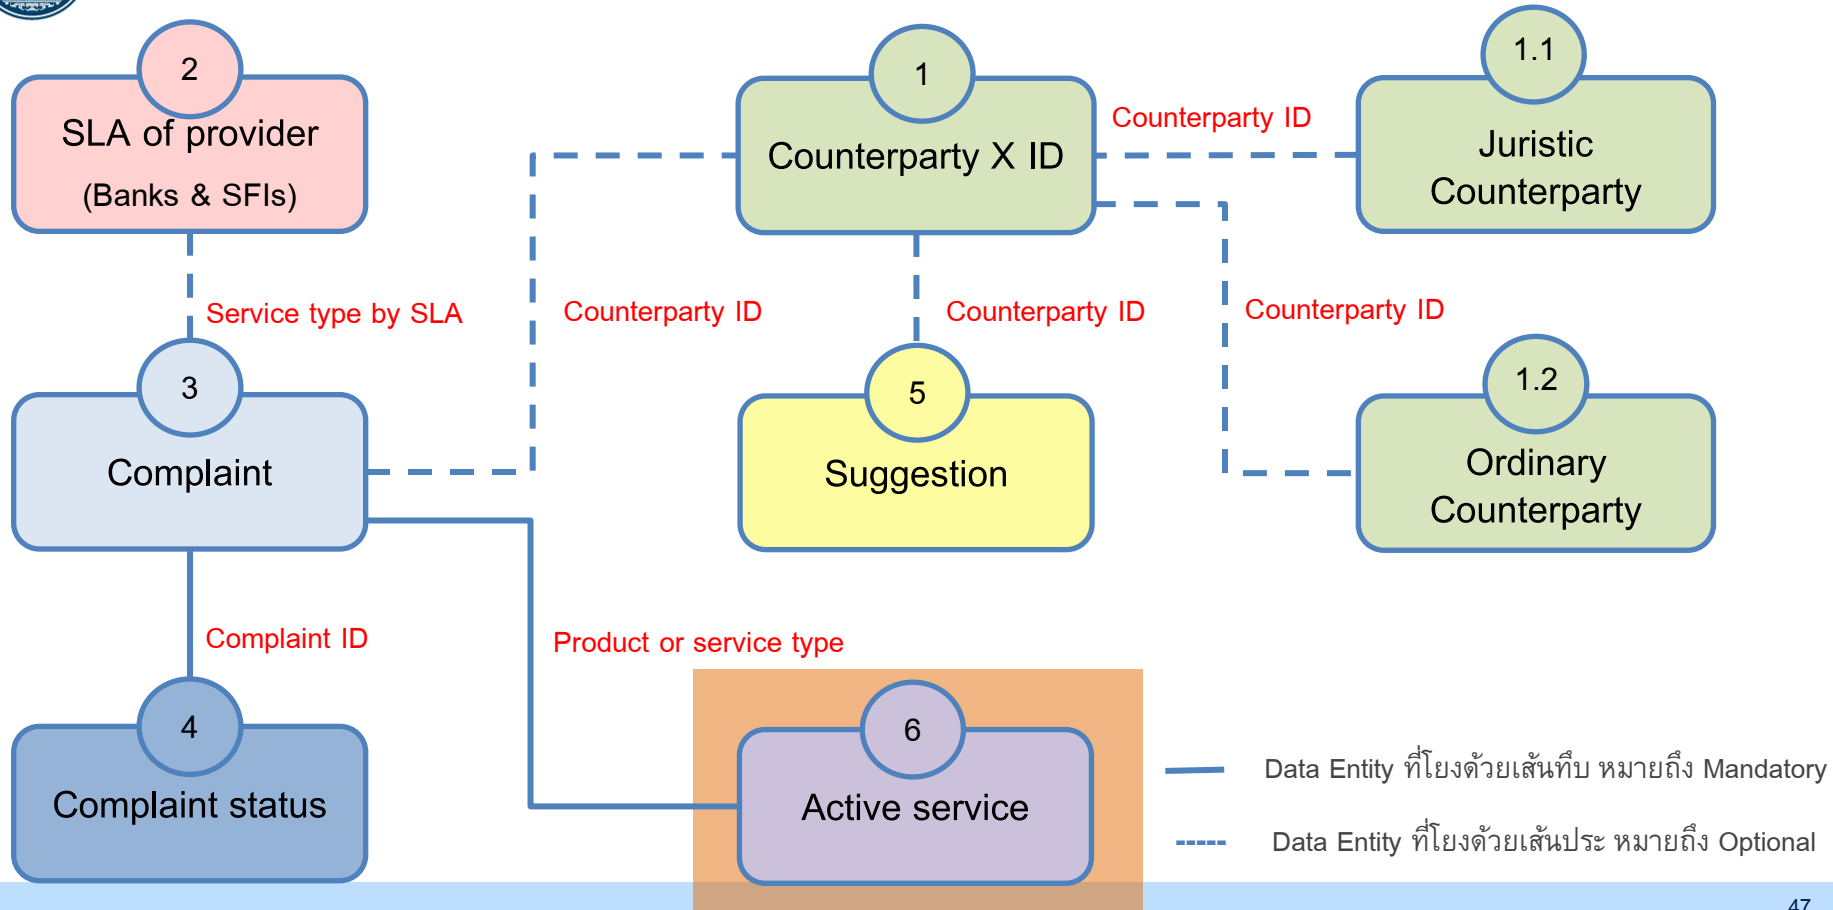 2
SLA of provider
(Banks & SFIs)
1
Counterparty X ID
Counterparty ID
1.1
Juristic
Counterparty
Service type by SLA
Counterparty ID
Counterparty ID
Counterparty ID
3
Complaint
5
Suggestion
1.2
Ordinary
Counterparty
Complaint ID
Product or service type
4
Complaint status
6
Active service
Data Entity ที่โยงด้วยเส้นทึบ หมายถึง Mandatory
Data Entity ที่โยงด้วยเส้นประ หมายถึง Optional
47